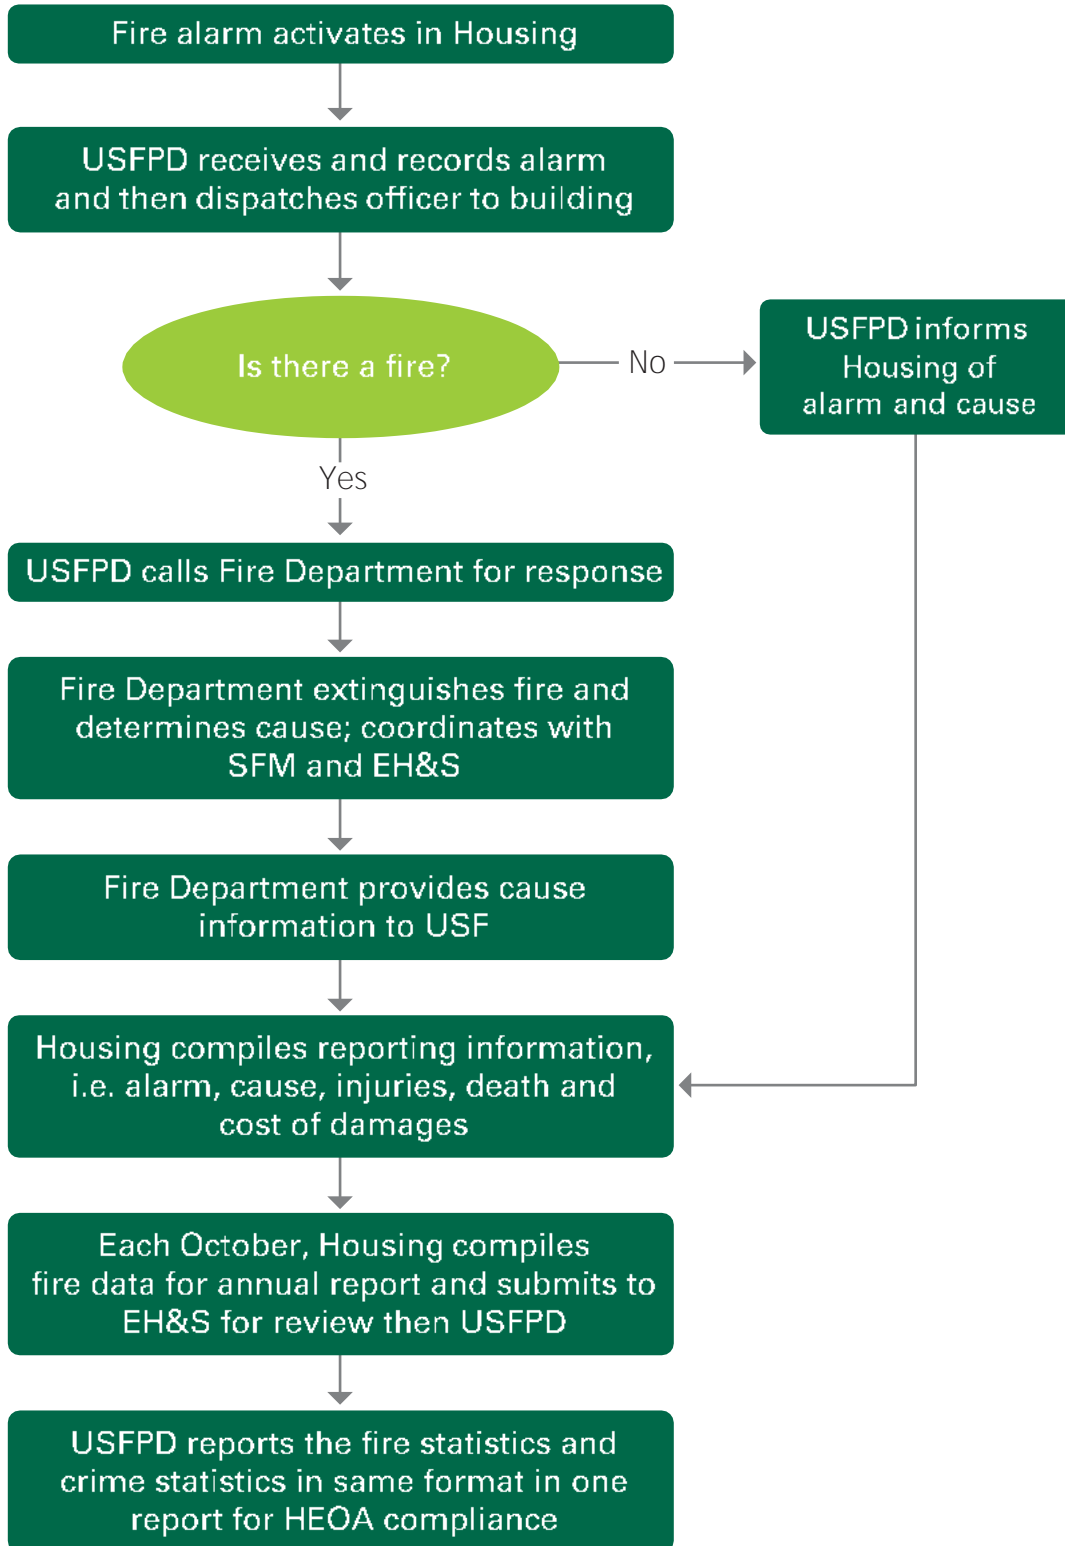 Fire alarm activates in Housing
USFPD receives and records alarm
and then dispatches officer to building
Is there a fire?
No
USFPD informs
Housing of
alarm and cause
Yes
USFPD calls Fire Department for response
Fire Department extinguishes fire and
determines cause; coordinates with
SFM and EH&S
Fire Department provides cause
information to USF
Housing compiles reporting information,
i.e. alarm, cause, injuries, death and
cost of damages
Each October, Housing compiles
fire data for annual report and submits to
EH&S for review then USFPD
USFPD reports the fire statistics and
crime statistics in same format in one
report for HEOA compliance